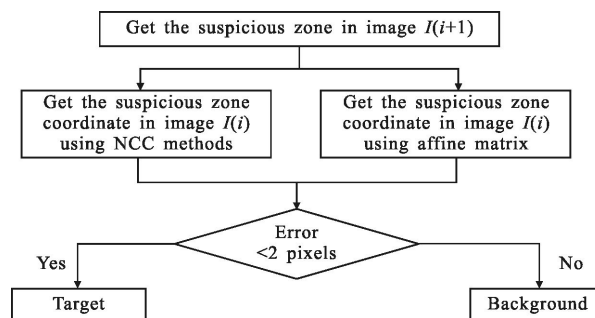 Get the suspicious zone in image I(i+1)
Get the suspicious zone
coordinate in image I(i)
using NCC methods
Get the suspicious zone
coordinate in image I(i)
using affine matrix
Error
<2 pixels
Yes
No
Target
Background